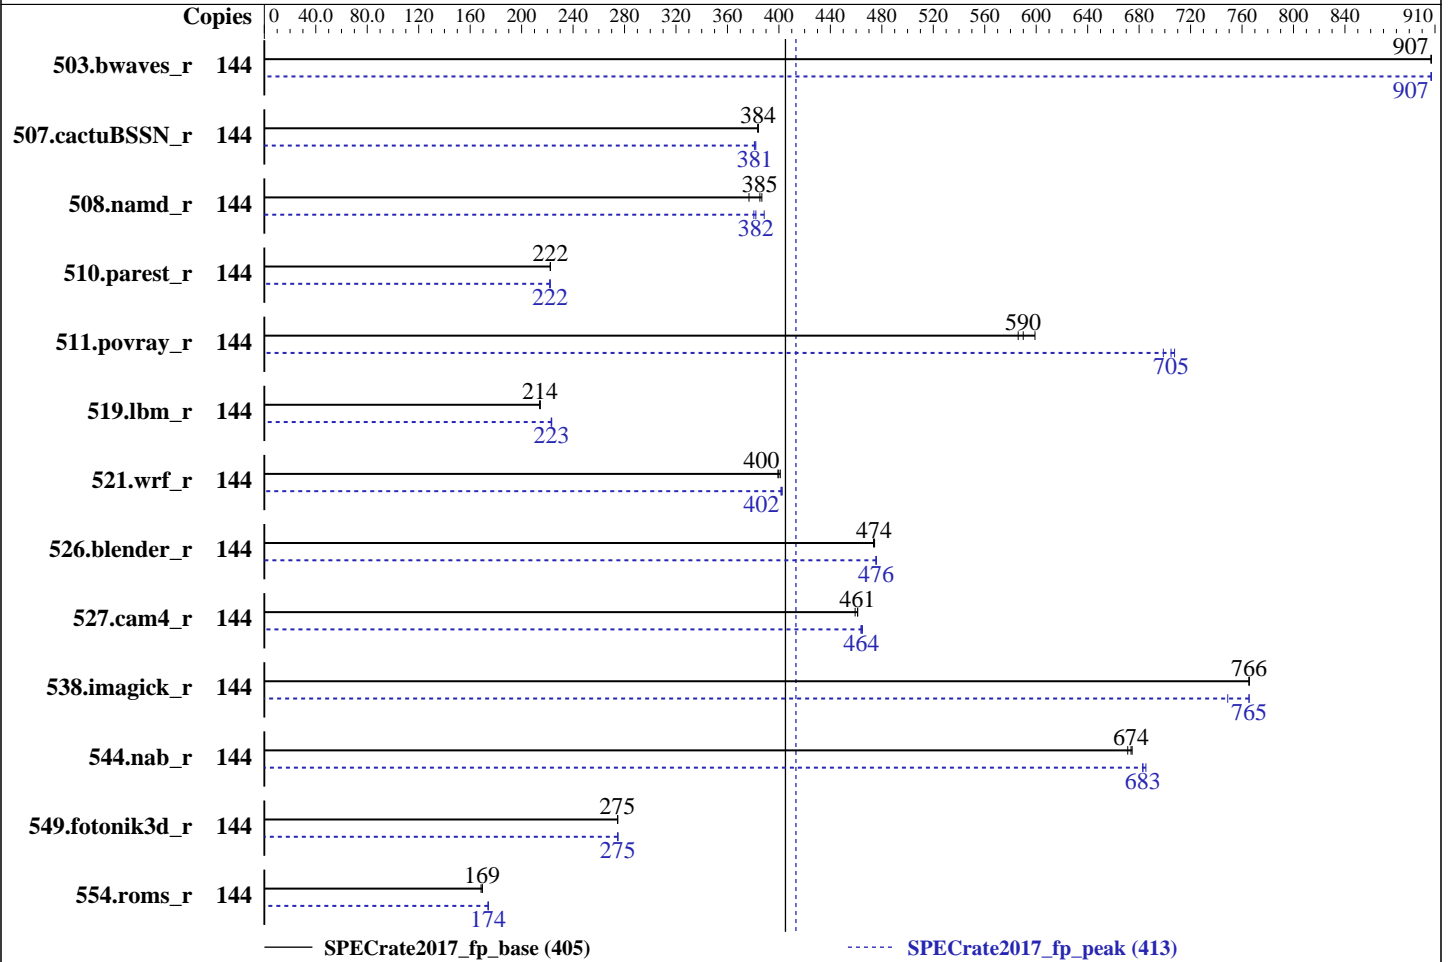 Copies 0 40.0 80.0 120 160 200 240 280 320 360 400 440 480 520 560 600 640 680 720 760 800 840 910
503.bwaves_r 144 907
907
507.cactuBSSN_r 144 384
381
508.namd_r 144 385
382
510.parest_r 144 222
222
511.povray_r 144 590
705
519.lbm_r 144 214
223
521.wrf_r 144 400
402
526.blender_r 144 474
476
527.cam4_r 144 461
464
538.imagick_r 144 766
765
544.nab_r 144 674
683
549.fotonik3d_r 144 275
275
554.roms_r 144 169
174
SPECrate2017_fp_base (405) SPECrate2017_fp_peak (413)